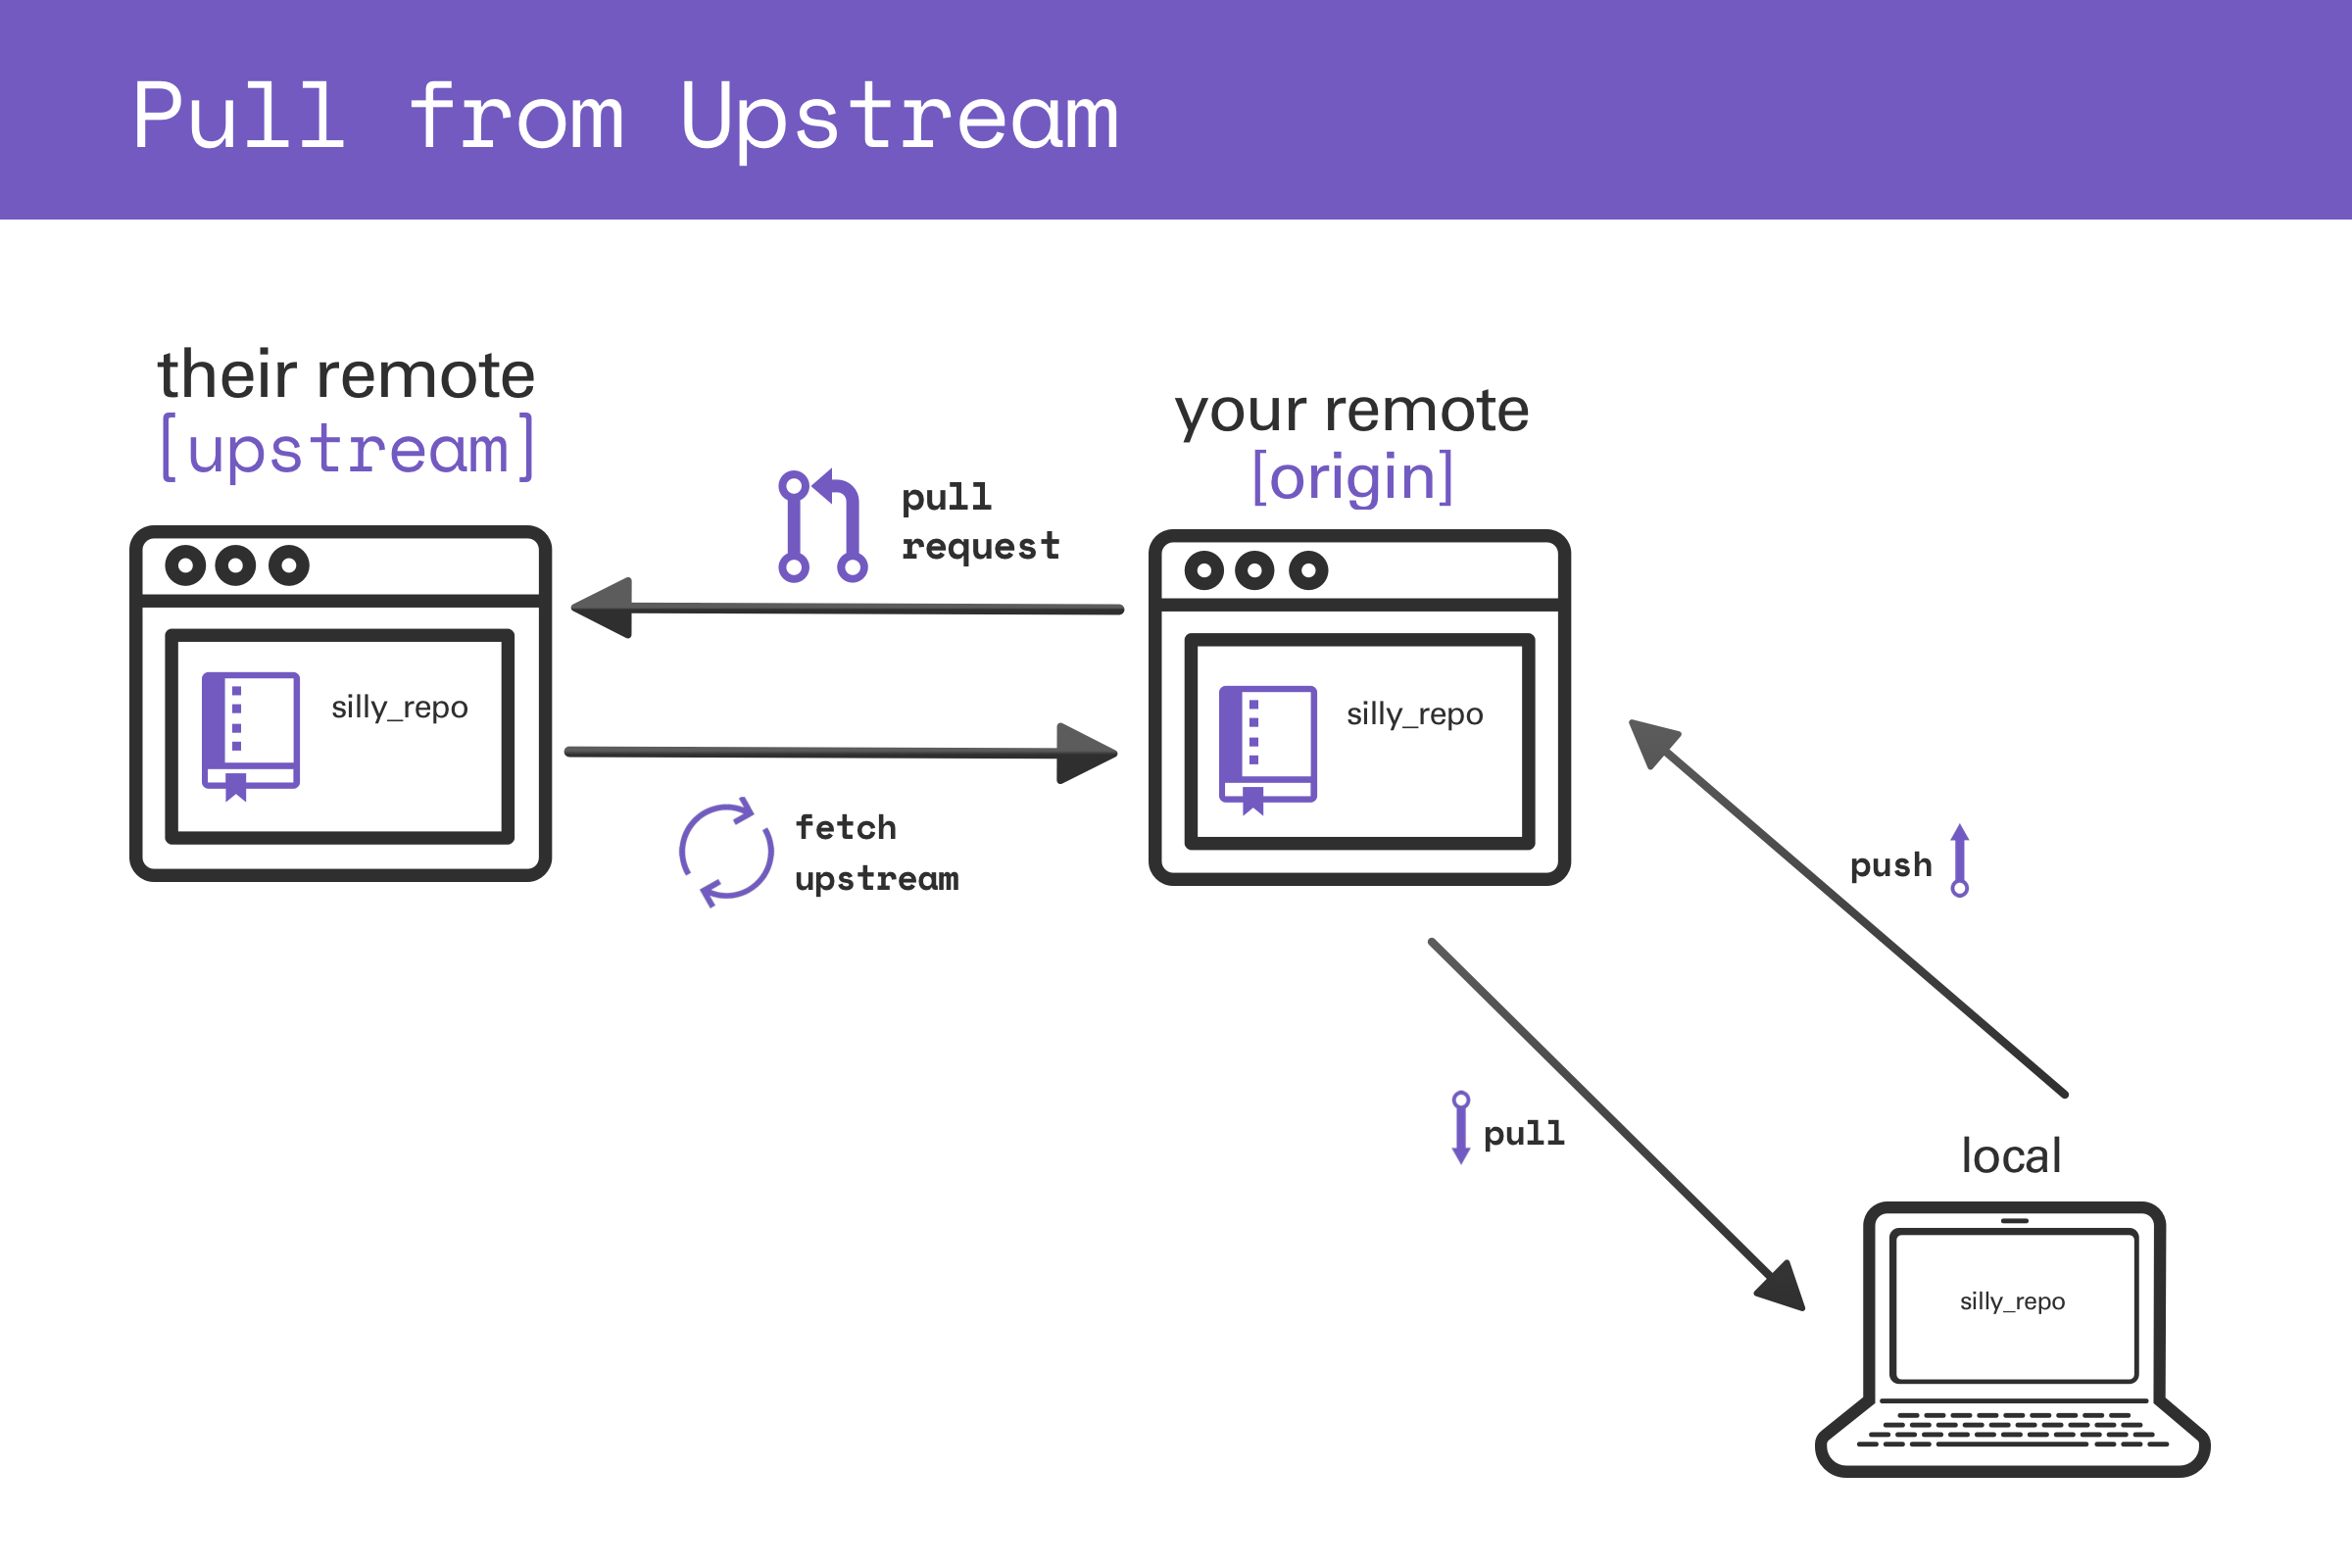 Pull from Upstream
their remote
[upstream]
your remote
[origin]
pull
request
silly_repo
silly_repo
fetch
upstream
push
pull
local
silly_repo